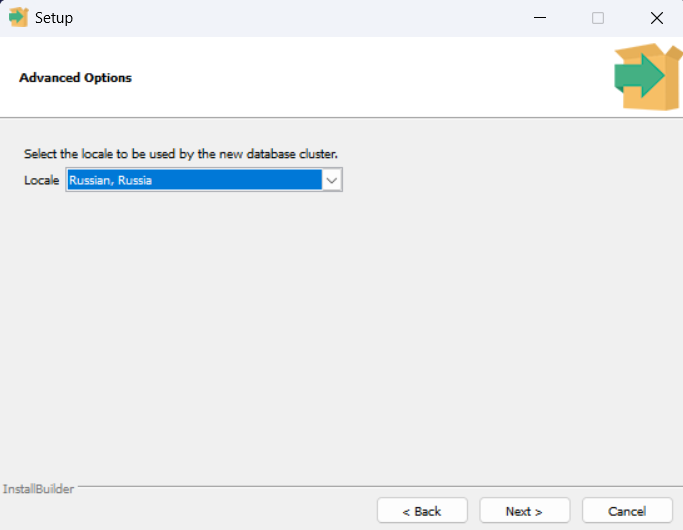 Setup
Advanced Options
Select the locale to be used by the new database cluster.
Locale Russian, Russia
InstallBuilder
< Back Next > Cancel